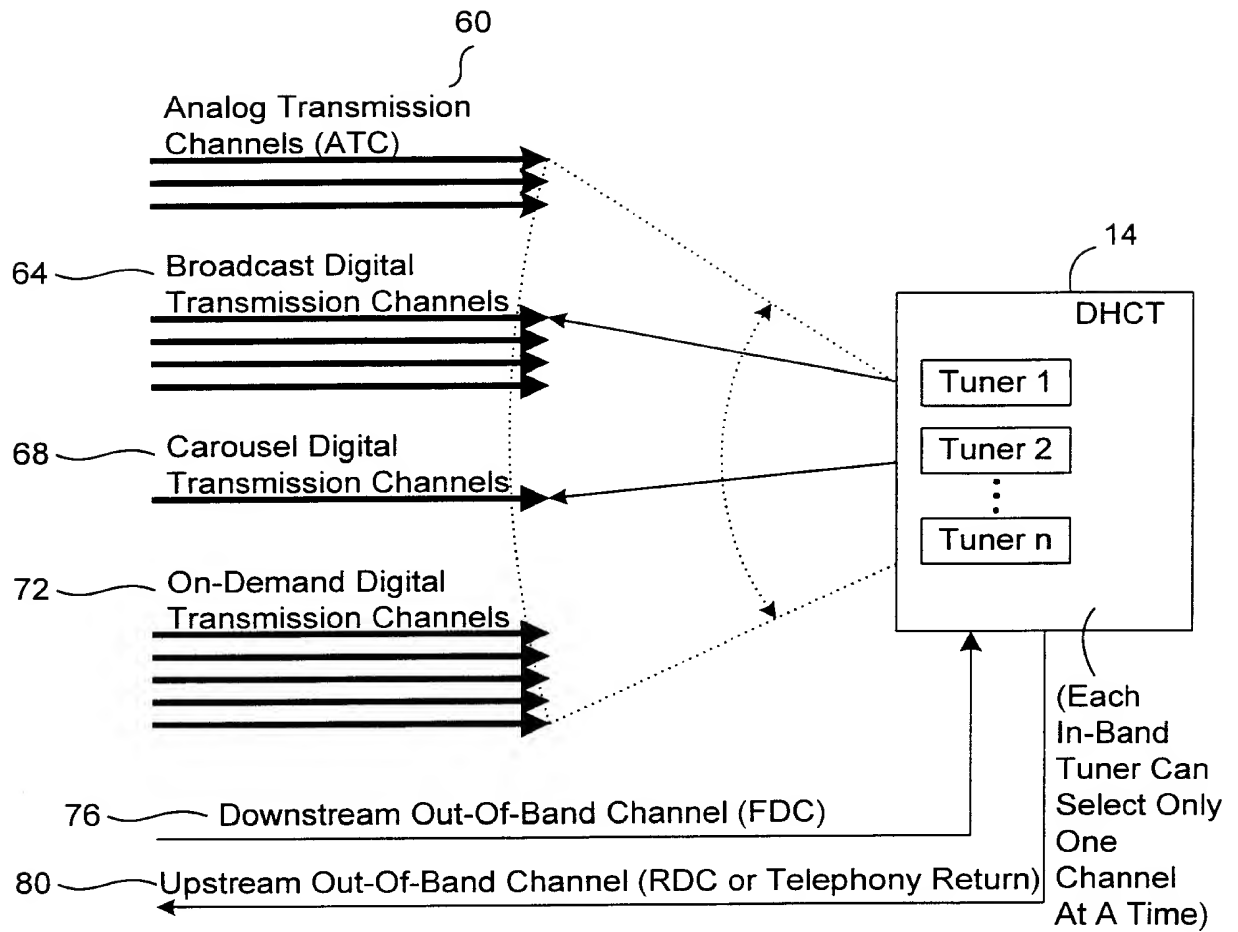 60
Analog Transmission
Channels (ATC)
64
Broadcast Digital
Transmission Channels
68
Carousel Digital
Transmission Channels
72
On-Demand Digital
Transmission Channels
14
DHCT
Tuner 1
Tuner 2
Tuner n
(Each
In-Band
Tuner Can
Select Only
One
Channel
At A Time)
76
Downstream Out-Of-Band Channel (FDC)
80
Upstream Out-Of-Band Channel (RDC or Telephony Return)